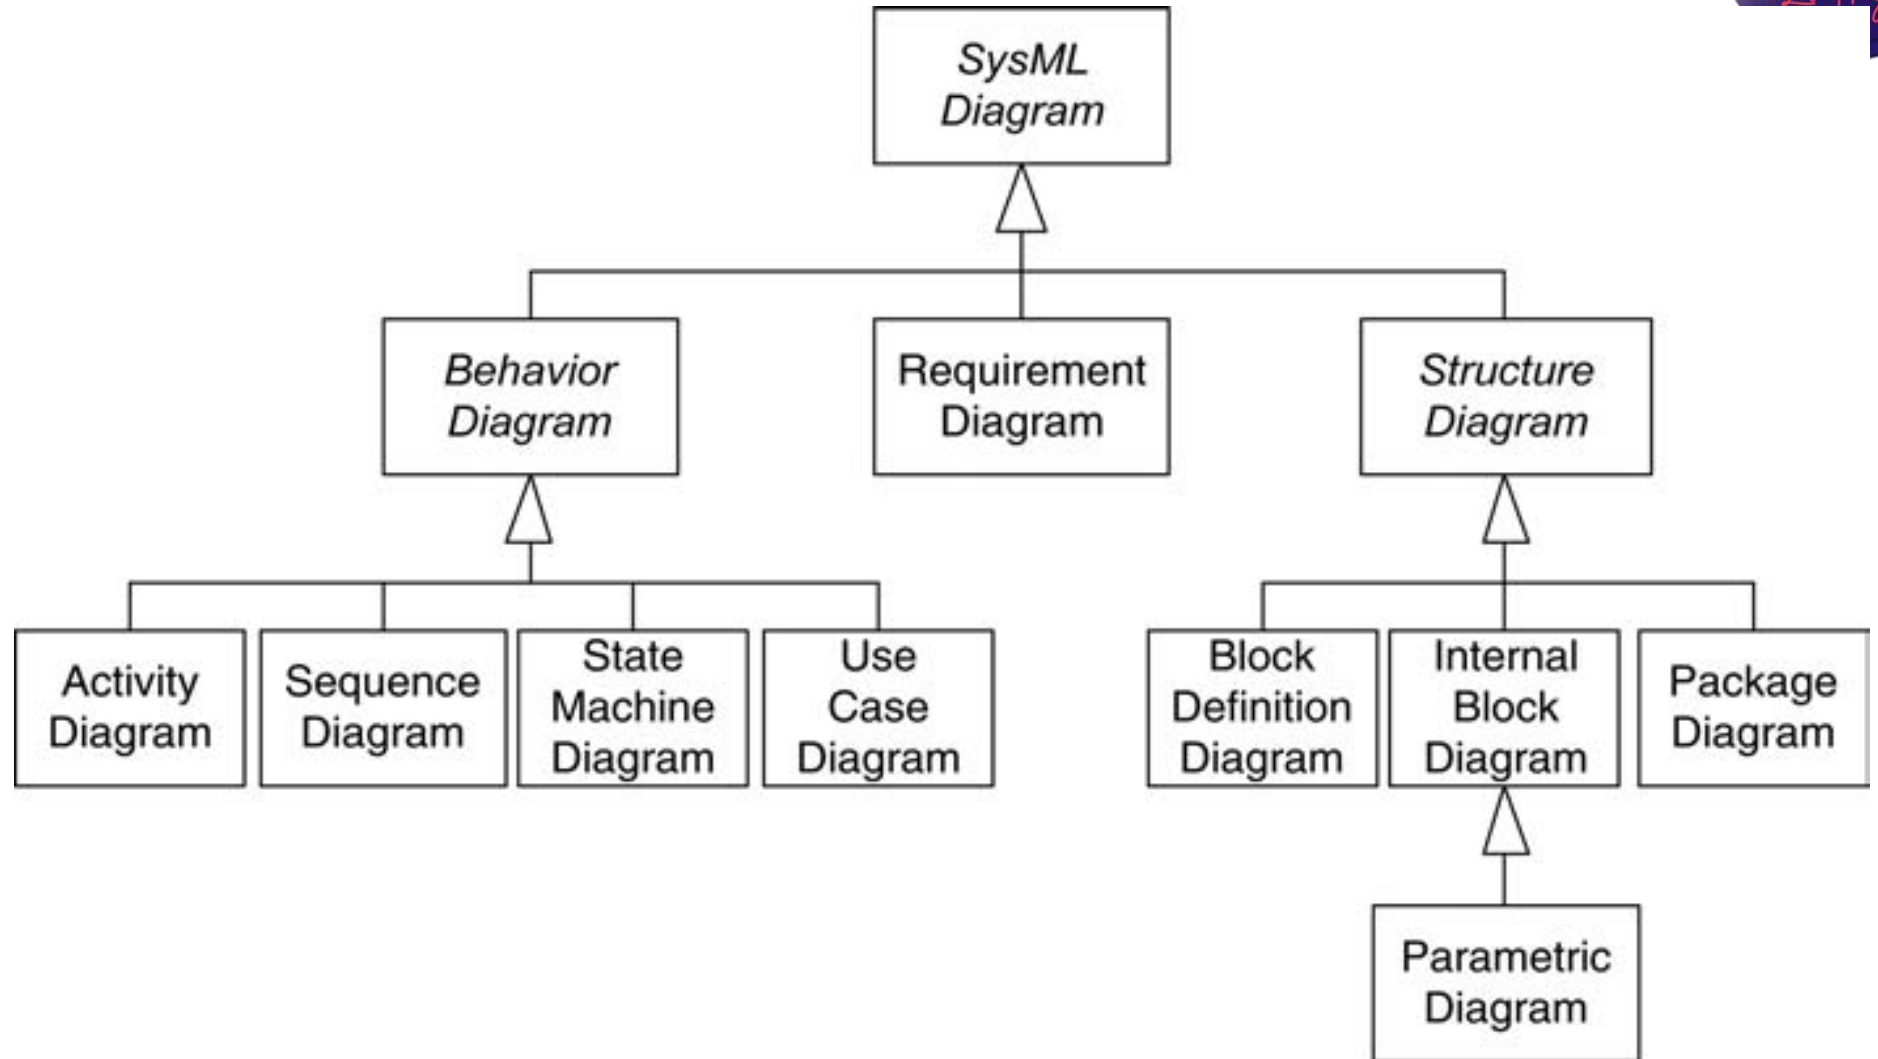 SysML
Diagram
Behavior
Diagram
Requirement
Diagram
Structure
Diagram
Activity
Diagram
Sequence
Diagram
State
Machine
Diagram
Use
Case
Diagram
Block
Definition
Diagram
Internal
Block
Diagram
Package
Diagram
Parametric
Diagram